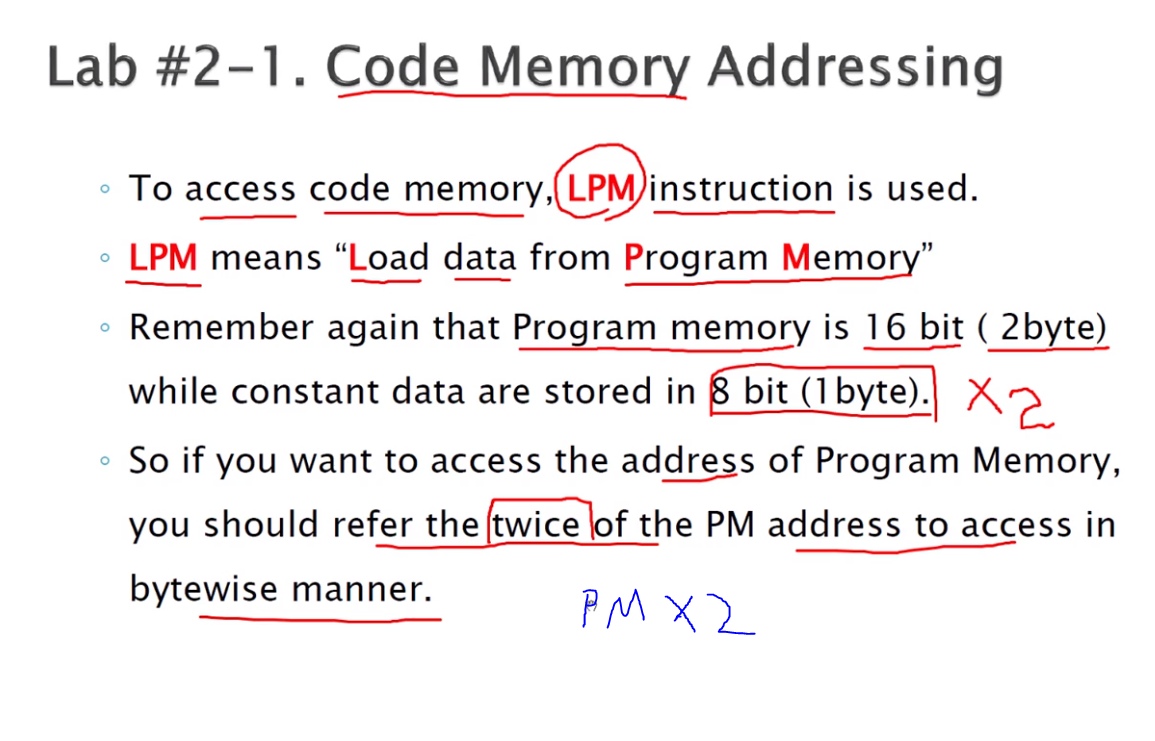 Lab #2-1. Code Memory Addressing
To access code memory, LPM instruction is used.
LPM means “Load data from Program Memory”
Remember again that Program memory is 16 bit ( 2byte)
while constant data are stored in 8 bit (1byte). X2
So if you want to access the address of Program Memory,
you should refer the twice of the PM address to access in
bytewise manner.
PM X 2